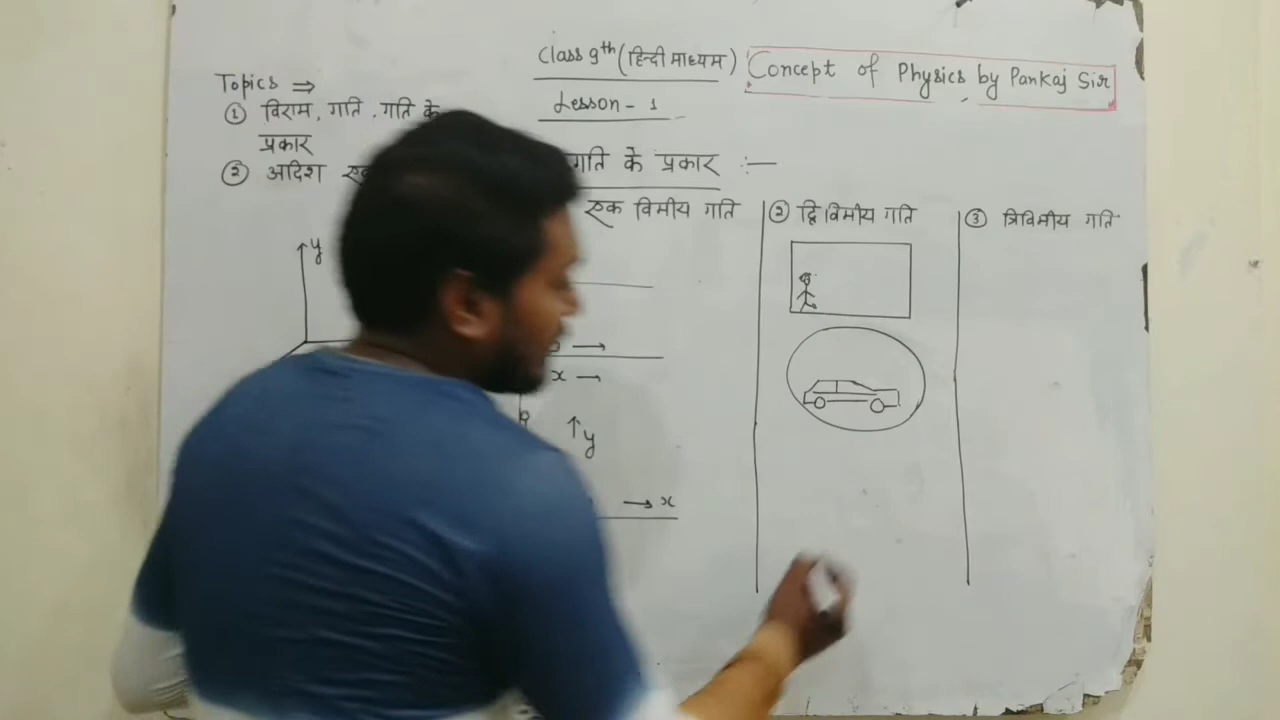 Class 9th (हिन्दी माध्यम)
Concept of Physics by Pankaj Sir
Lesson - 1
Topics ⇒
① विराम, गति, गति के
प्रकार
② आदिश
गति के प्रकार :—
एक विमीय गति
② द्विविमीय गति
③ त्रिविमीय गति
y
x →
↑ y
→ x